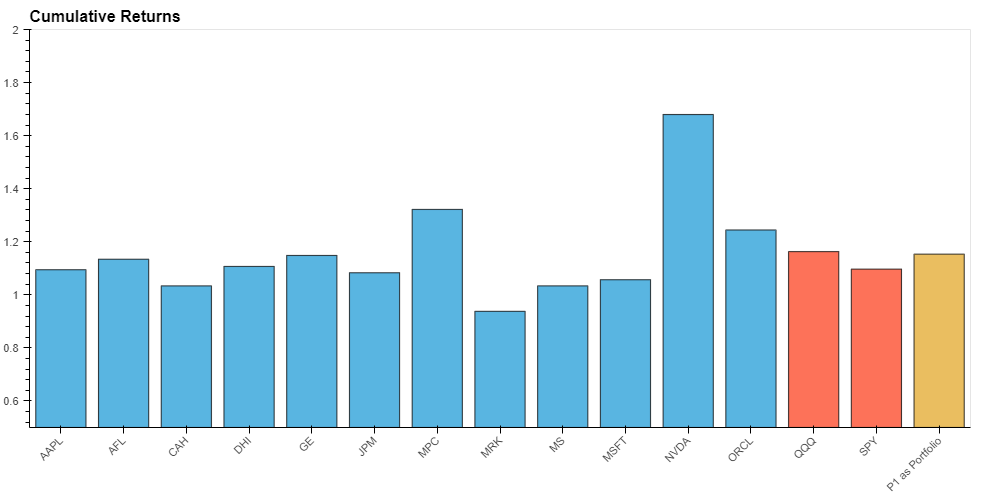 Cumulative Returns
2
1.8
1.6
1.4
1.2
1
0.8
0.6
AAPL
AFL
CAH
DHI
GE
JPM
MPC
MRK
MS
MSFT
NVDA
ORCL
QQQ
SPY
P1 as Portfolio